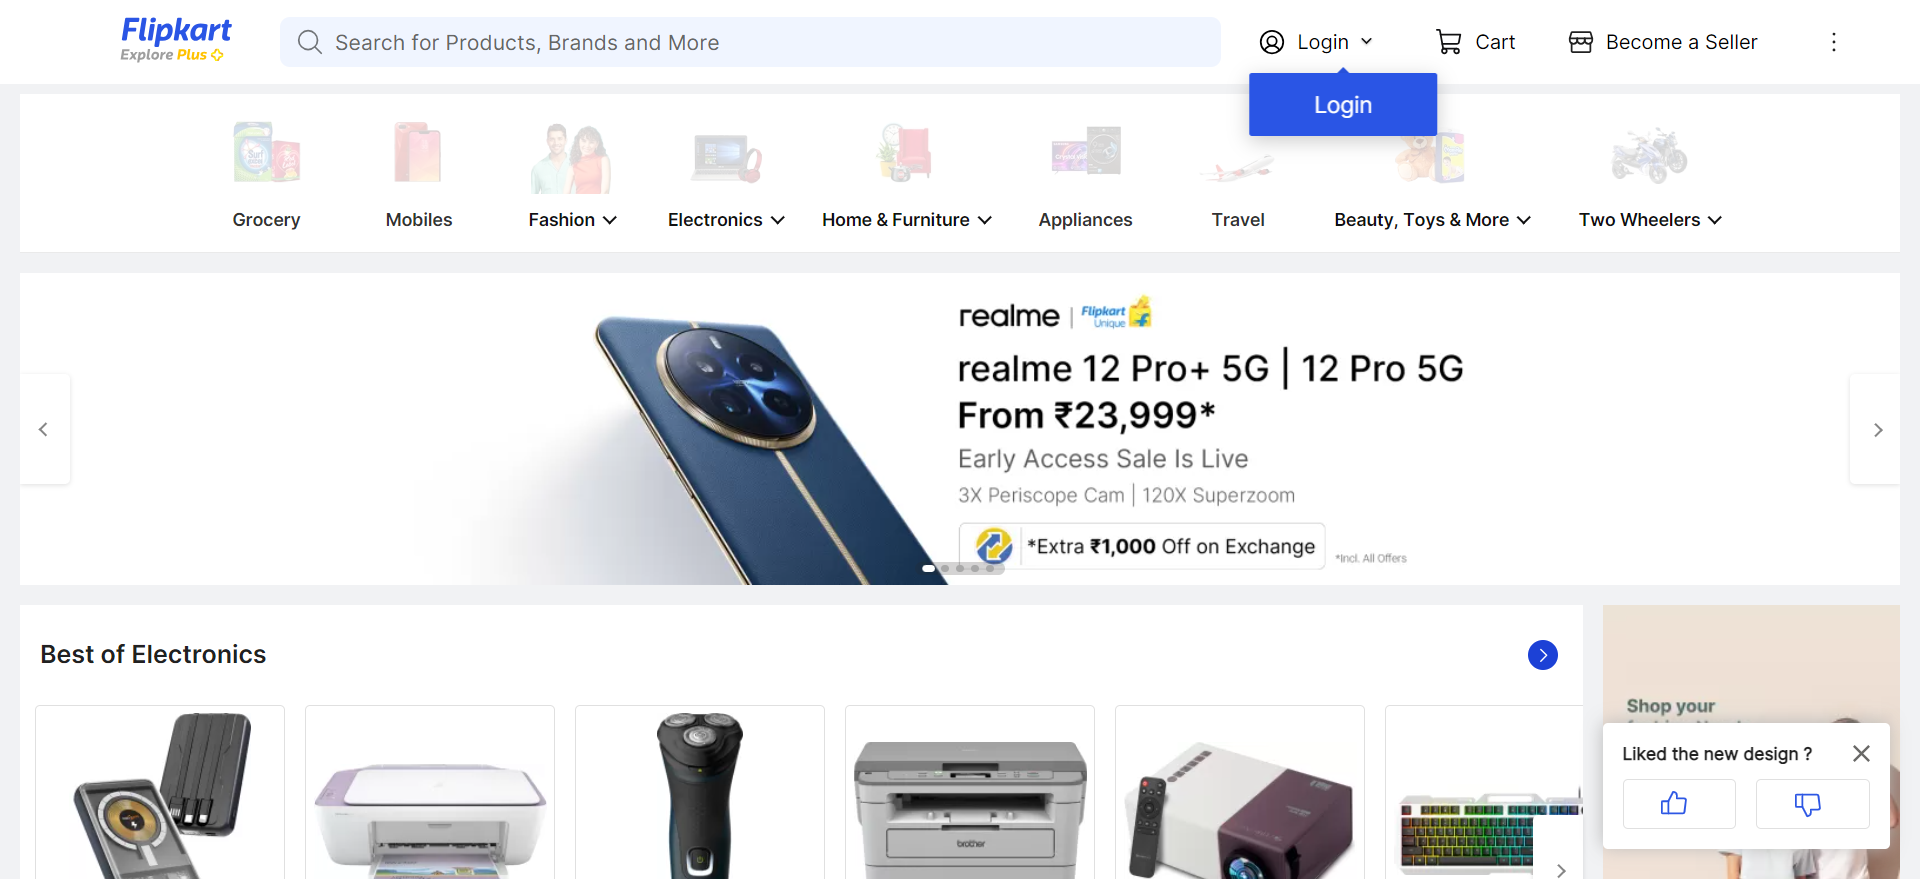 Flipkart
Explore Plus
Search for Products, Brands and More
Login
Cart
Become a Seller
Login
Grocery
Mobiles
Fashion
Electronics
Home & Furniture
Appliances
Travel
Beauty, Toys & More
Two Wheelers
realme | Flipkart Unique
realme 12 Pro+ 5G | 12 Pro 5G
From ₹23,999*
Early Access Sale Is Live
3X Periscope Cam | 120X Superzoom
*Extra ₹1,000 Off on Exchange
*Incl. All Offers
Best of Electronics
brother
Shop your
Liked the new design ?